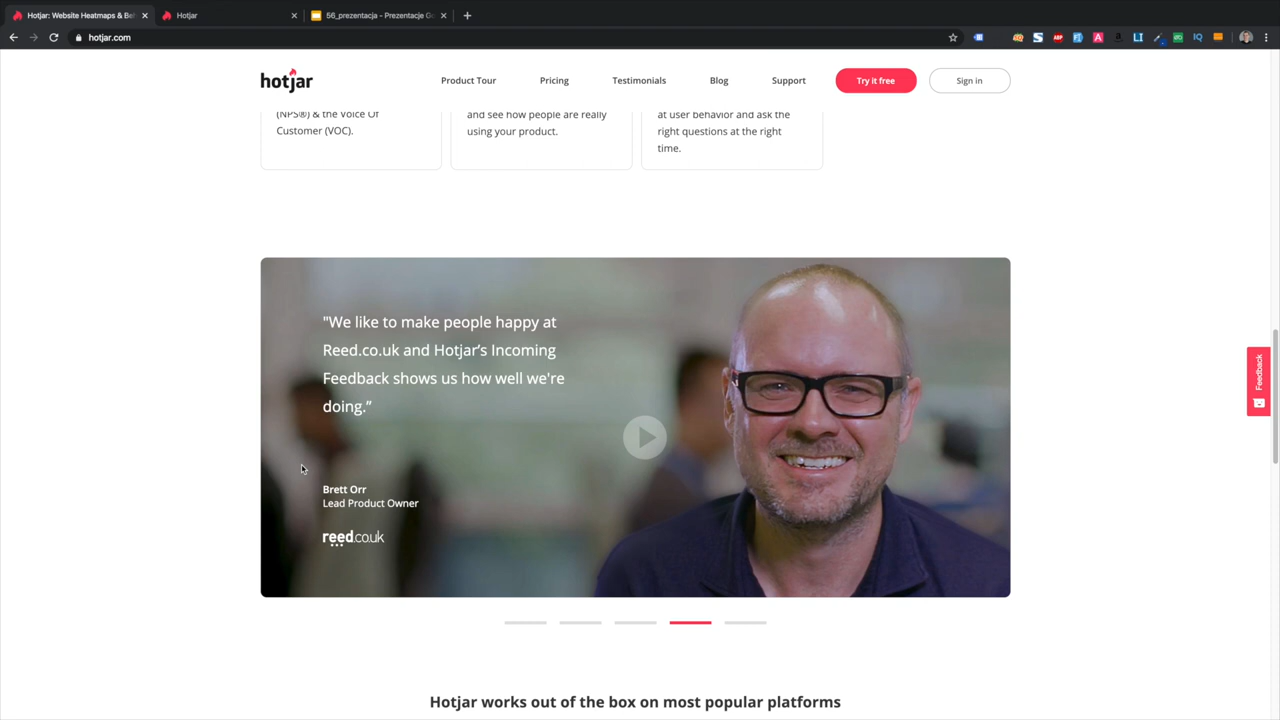 Hotjar: Website Heatmaps & Be
Hotjar
56_prezentacja - Prezentacje G
hotjar.com
hotjar
Product Tour
Pricing
Testimonials
Blog
Support
Try it free
Sign in
(NPS®) & the Voice Of
Customer (VOC).
and see how people are really
using your product.
at user behavior and ask the
right questions at the right
time.
"We like to make people happy at
Reed.co.uk and Hotjar's Incoming
Feedback shows us how well we're
doing.”
Brett Orr
Lead Product Owner
reed.co.uk
Feedback
Hotjar works out of the box on most popular platforms